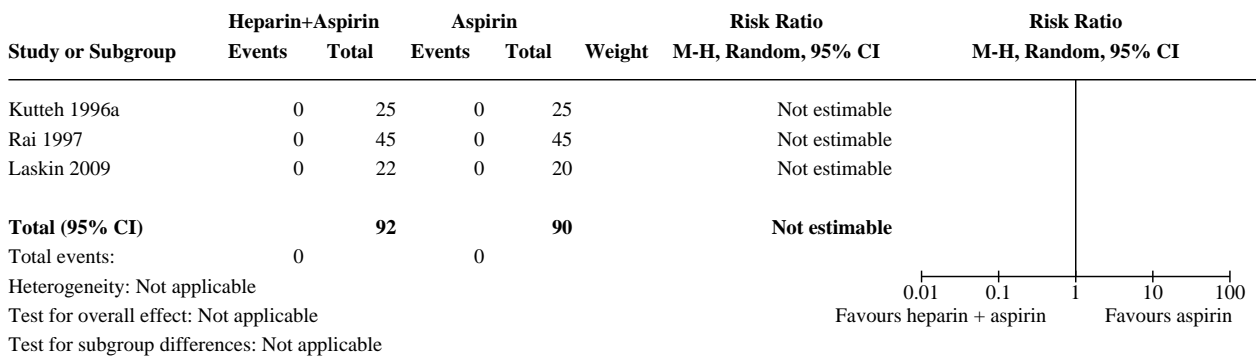 Heparin+Aspirin Aspirin Risk Ratio Risk Ratio
Study or Subgroup Events Total Events Total Weight M-H, Random, 95% CI M-H, Random, 95% CI
Kutteh 1996a 0 25 0 25 Not estimable
Rai 1997 0 45 0 45 Not estimable
Laskin 2009 0 22 0 20 Not estimable
Total (95% CI) 92 90 Not estimable
Total events: 0 0
Heterogeneity: Not applicable
0.01 0.1 1 10 100
Test for overall effect: Not applicable Favours heparin + aspirin Favours aspirin
Test for subgroup differences: Not applicable